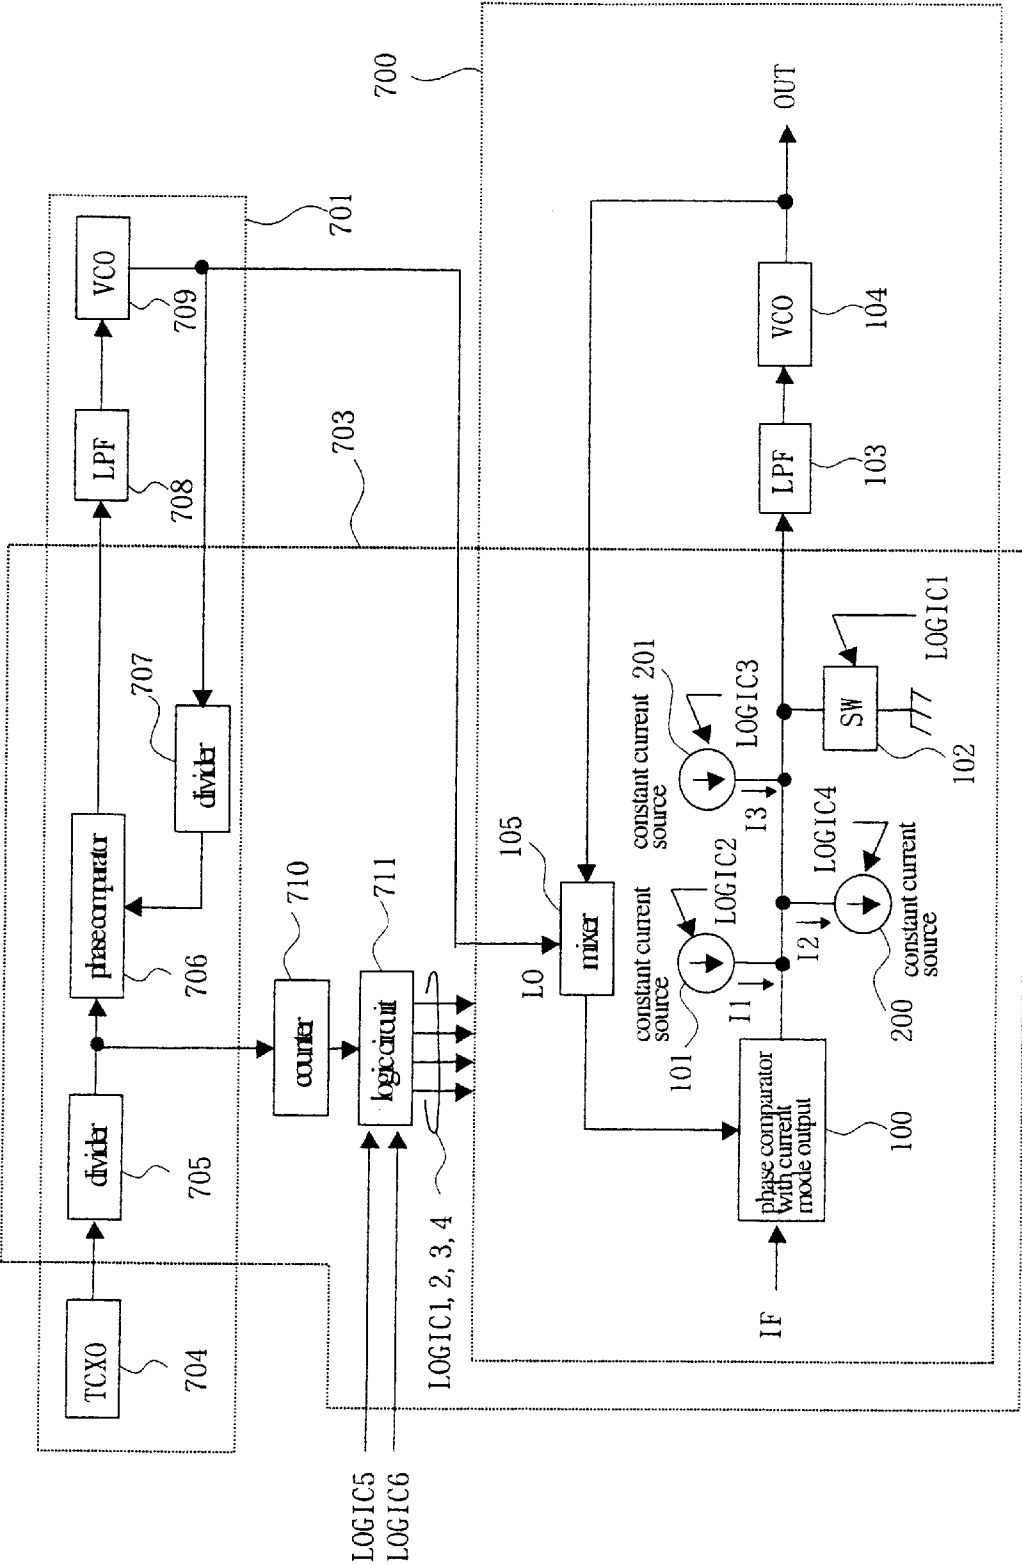 TCXO
704
divider
705
phase comparator
706
divider
707
LPF
708
VCO
709
701
703
700
counter
710
logic circuit
711
LOGIC5
LOGIC6
LOGIC1, 2, 3, 4
LO
mixer
105
IF
phase comparator
with current
mode output
100
constant current
source
101
LOGIC2
I1
I2
LOGIC4
constant current
source
200
constant current
source
201
LOGIC3
I3
SW
102
LOGIC1
LPF
103
VCO
104
OUT